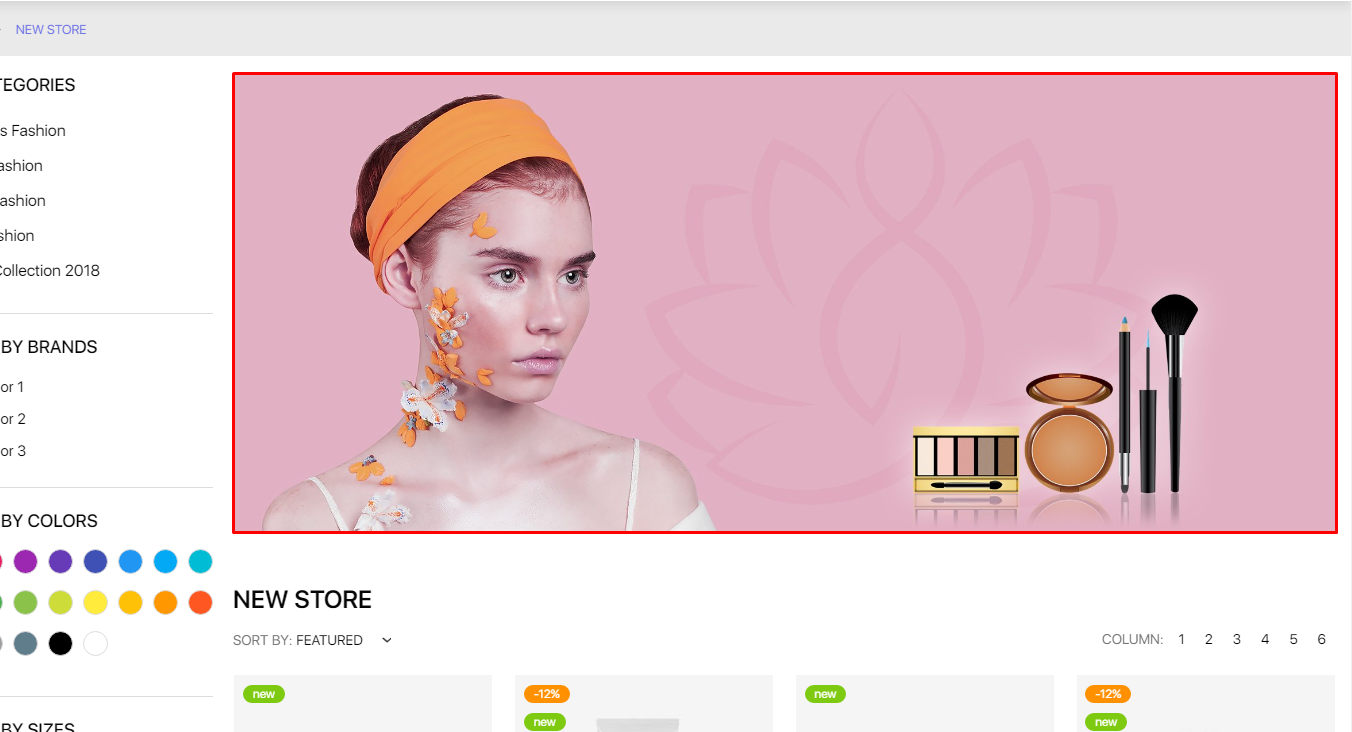 NEW STORE
TEGORIES
s Fashion
ashion
ashion
shion
Collection 2018
BY BRANDS
or 1
or 2
or 3
BY COLORS
BY SIZES
NEW STORE
SORT BY: FEATURED
COLUMN: 1 2 3 4 5 6
new
-12%
new
new
-12%
new